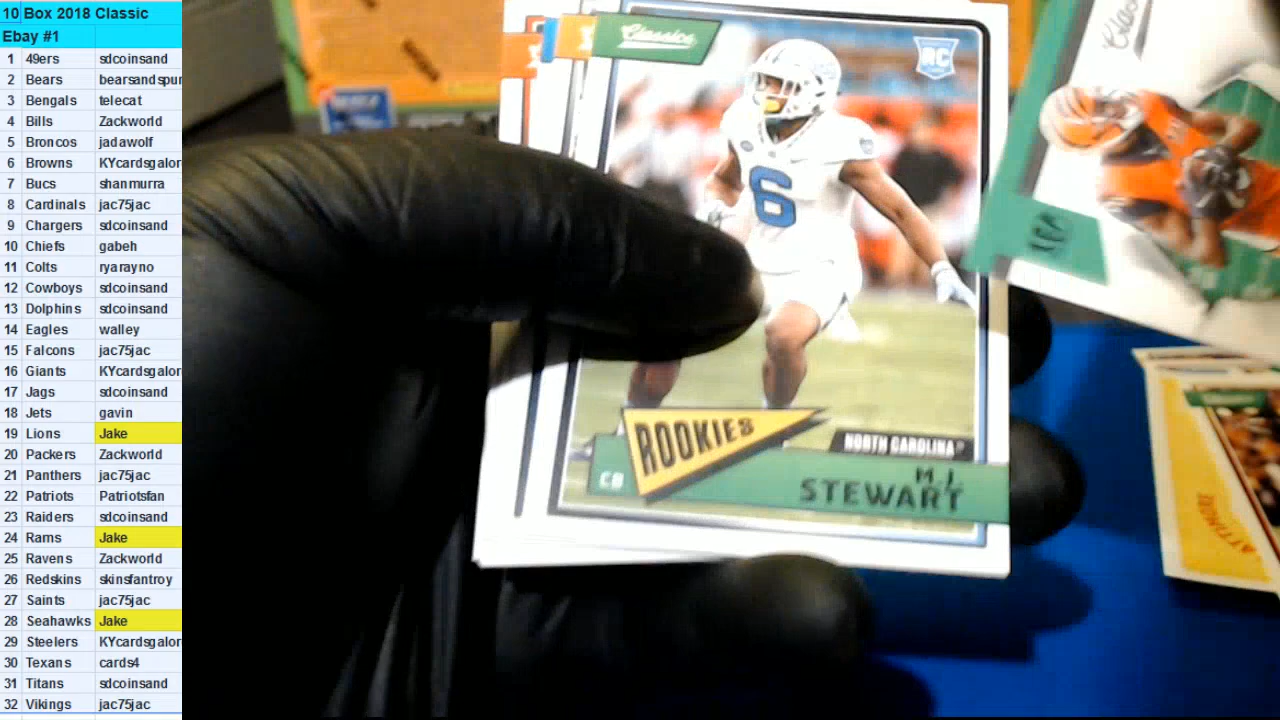 10 Box 2018 Classic
Ebay #1
1 49ers sdcoinsand
2 Bears bearsandspur
3 Bengals telecat
4 Bills Zackworld
5 Broncos jadawolf
6 Browns KYcardsgalor
7 Bucs shanmurra
8 Cardinals jac75jac
9 Chargers sdcoinsand
10 Chiefs gabeh
11 Colts ryarayno
12 Cowboys sdcoinsand
13 Dolphins sdcoinsand
14 Eagles walley
15 Falcons jac75jac
16 Giants KYcardsgalor
17 Jags sdcoinsand
18 Jets gavin
19 Lions Jake
20 Packers Zackworld
21 Panthers jac75jac
22 Patriots Patriotsfan
23 Raiders sdcoinsand
24 Rams Jake
25 Ravens Zackworld
26 Redskins skinsfantroy
27 Saints jac75jac
28 Seahawks Jake
29 Steelers KYcardsgalor
30 Texans cards4
31 Titans sdcoinsand
32 Vikings jac75jac
Classics
RC
6
ROOKIES
NORTH CAROLINA
CB
M.J.
STEWART